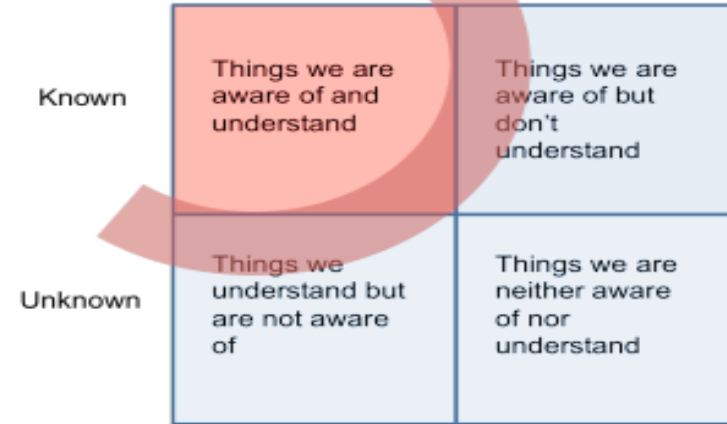 Known
Things we are
aware of and
understand
Things we are
aware of but
don't
understand
Unknown
Things we
understand but
are not aware
of
Things we are
neither aware
of nor
understand